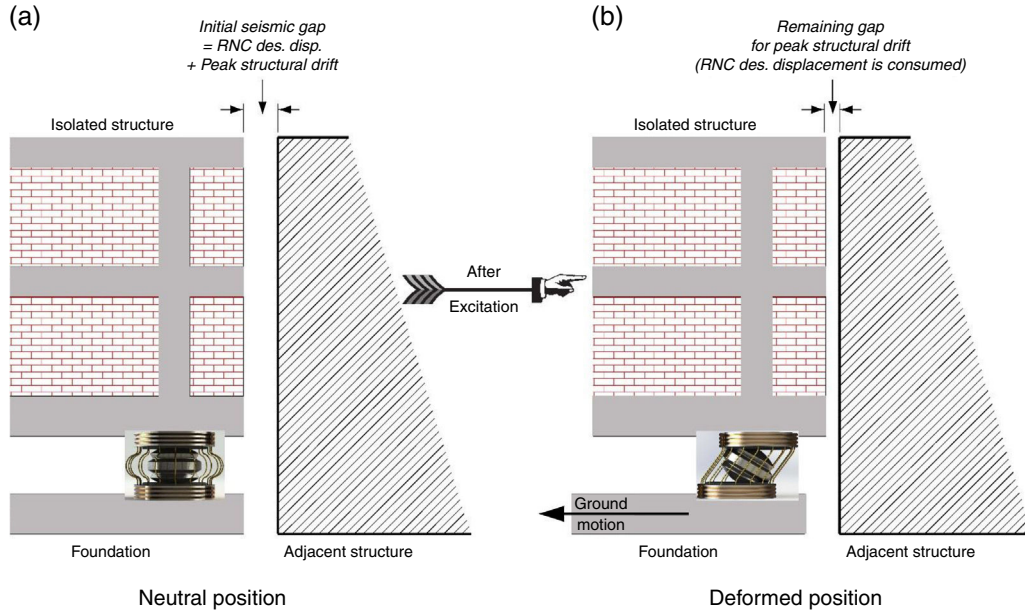 (a)
Initial seismic gap
= RNC des. disp.
+ Peak structural drift
Isolated structure
Foundation
Adjacent structure
Neutral position
After
Excitation
(b)
Remaining gap
for peak structural drift
(RNC des. displacement is consumed)
Isolated structure
Ground
motion
Foundation
Adjacent structure
Deformed position